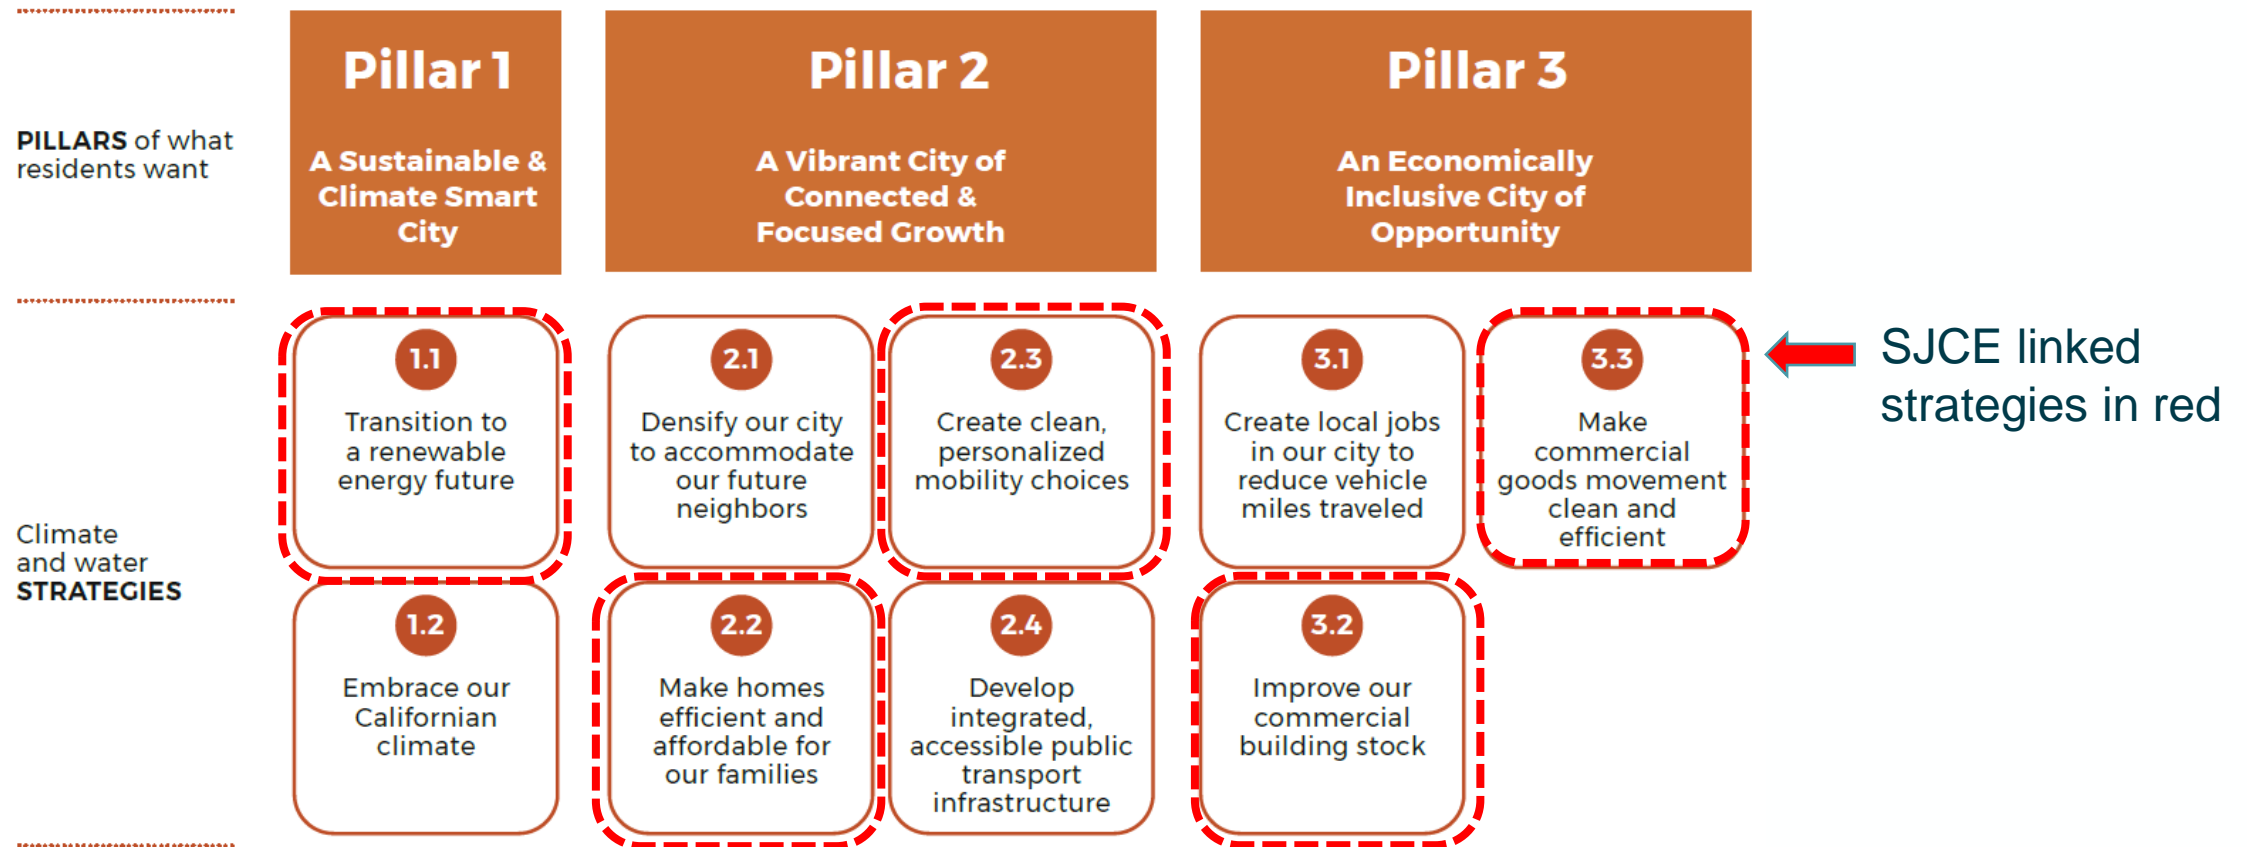 PILLARS of what
residents want
Pillar 1
A Sustainable &
Climate Smart
City
Pillar 2
A Vibrant City of
Connected &
Focused Growth
Pillar 3
An Economically
Inclusive City of
Opportunity
Climate
and water
STRATEGIES
1.1
Transition to
a renewable
energy future
1.2
Embrace our
Californian
climate
2.1
Densify our city
to accommodate
our future
neighbors
2.2
Make homes
efficient and
affordable for
our families
2.3
Create clean,
personalized
mobility choices
2.4
Develop
integrated,
accessible public
transport
infrastructure
3.1
Create local jobs
in our city to
reduce vehicle
miles traveled
3.2
Improve our
commercial
building stock
3.3
Make
commercial
goods movement
clean and
efficient
SJCE linked
strategies in red